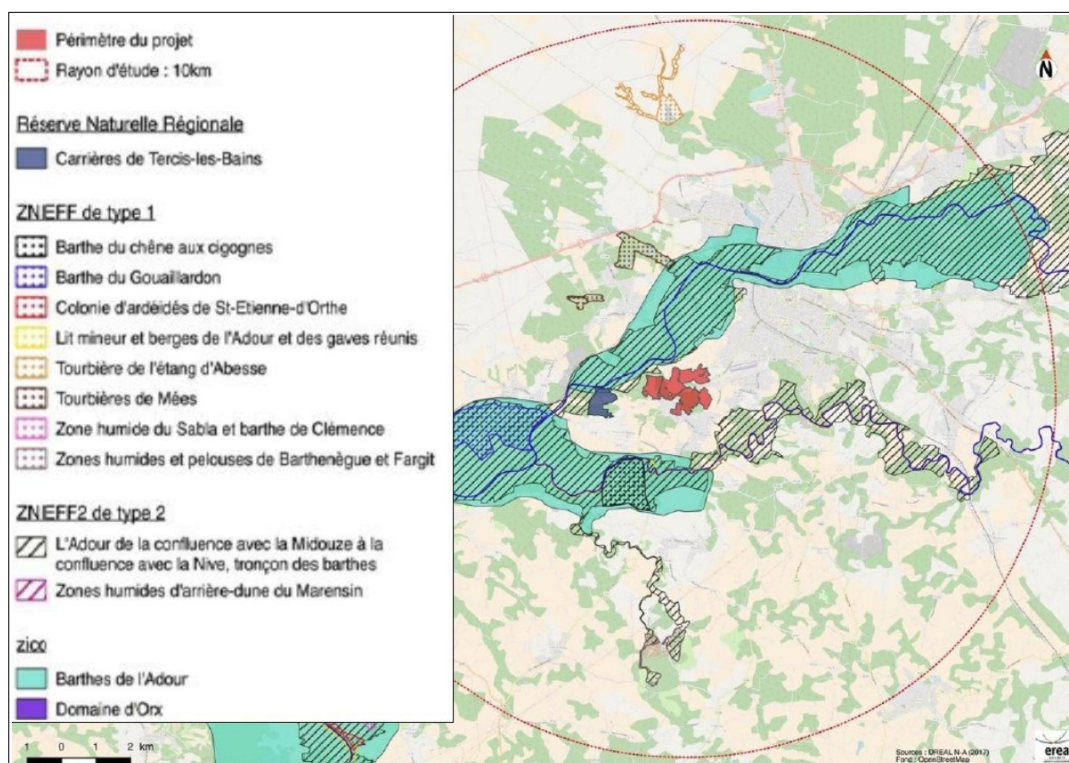 Périmètre du projet
Rayon d'étude : 10km
Réserve Naturelle Régionale
Carrières de Tercis-les-Bains
ZNIEFF de type 1
Barthe du chêne aux cigognes
Barthe du Gouaillardon
Colonie d'ardéidés de St-Etienne-d'Orthe
Lit mineur et berges de l'Adour et des gaves réunis
Tourbière de l'étang d'Abesse
Tourbières de Mées
Zone humide du Sabla et barthe de Clémence
Zones humides et pelouses de Barthenègue et Fargit
ZNIEFF2 de type 2
L'Adour de la confluence avec la Midouze à la
confluence avec la Nive, tronçon des barthes
Zones humides d'arrière-dune du Marensin
zico
Barthes de l'Adour
Domaine d'Orx
1 0 1 2 km
N
Sources : DREAL N-A (2017)
Fond : OpenStreetMap
erea